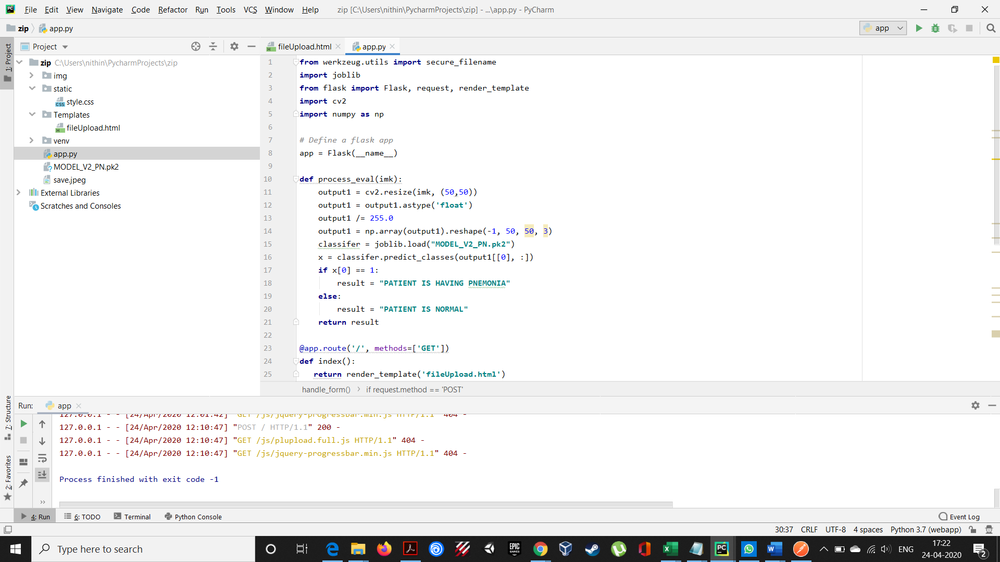 File Edit View Navigate Code Refactor Run Tools VCS Window Help zip [C:\Users\nithin\PycharmProjects\zip] - ...\app.py - PyCharm
zip app.py
app
Project
fileUpload.html
app.py
1: Project
zip C:\Users\nithin\PycharmProjects\zip
img
static
style.css
Templates
fileUpload.html
venv
app.py
MODEL_V2_PN.pk2
save.jpeg
External Libraries
Scratches and Consoles
1 from werkzeug.utils import secure_filename
2 import joblib
3 from flask import Flask, request, render_template
4 import cv2
5 import numpy as np
6
7 # Define a flask app
8 app = Flask(__name__)
9
10 def process_eval(imk):
11     output1 = cv2.resize(imk, (50,50))
12     output1 = output1.astype('float')
13     output1 /= 255.0
14     output1 = np.array(output1).reshape(-1, 50, 50, 3)
15     classifer = joblib.load("MODEL_V2_PN.pk2")
16     x = classifer.predict_classes(output1[[0], :])
17     if x[0] == 1:
18         result = "PATIENT IS HAVING PNEMONIA"
19     else:
20         result = "PATIENT IS NORMAL"
21     return result
22
23 @app.route('/', methods=['GET'])
24 def index():
25    return render_template('fileUpload.html')
handle_form() if request.method == 'POST'
7: Structure
2: Favorites
Run: app
127.0.0.1 - - [24/Apr/2020 12:01:42] "GET /js/jquery-progressbar.min.js HTTP/1.1" 404 -
127.0.0.1 - - [24/Apr/2020 12:10:47] "POST / HTTP/1.1" 200 -
127.0.0.1 - - [24/Apr/2020 12:10:47] "GET /js/plupload.full.js HTTP/1.1" 404 -
127.0.0.1 - - [24/Apr/2020 12:10:47] "GET /js/jquery-progressbar.min.js HTTP/1.1" 404 -
Process finished with exit code -1
4: Run 6: TODO Terminal Python Console Event Log
30:37 CRLF UTF-8 4 spaces Python 3.7 (webapp)
Type here to search
EPIC GAMES
PC
ENG
17:22
24-04-2020
2